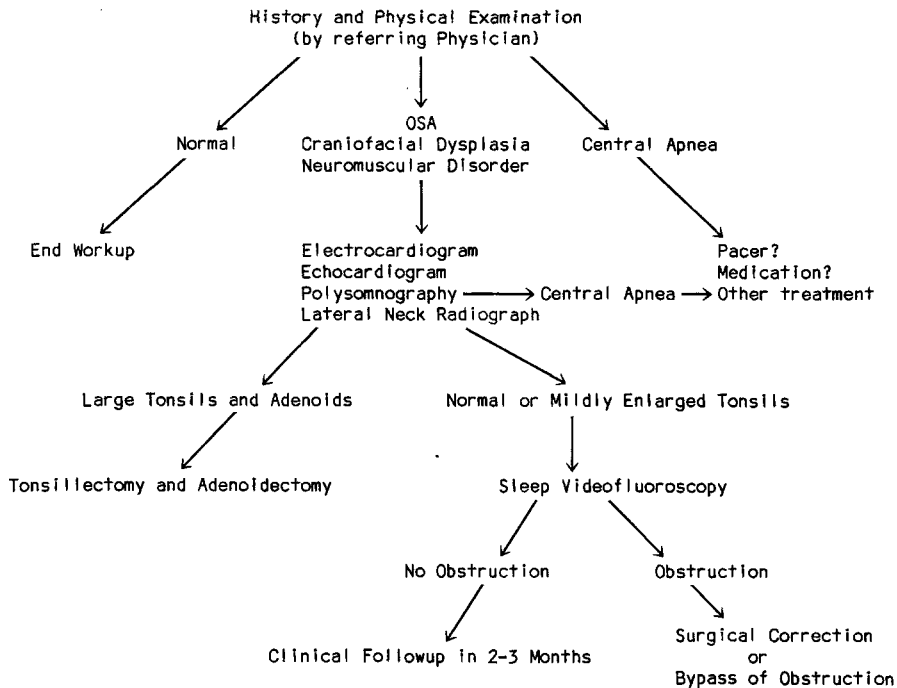 History and Physical Examination
(by referring Physician)
OSA
Normal
Craniofacial Dysplasia
Central Apnea
Neuromuscular Disorder
End Workup
Electrocardiogram
Pacer?
Echocardiogram
Medication?
Polysomnography
Central Apnea
Other treatment
Lateral Neck Radiograph
Large Tonsils and Adenoids
Normal or Mildly Enlarged Tonsils
Tonsillectomy and Adenoidectomy
Sleep Videofluoroscopy
No Obstruction
Obstruction
Clinical Followup in 2-3 Months
Surgical Correction
or
Bypass of Obstruction